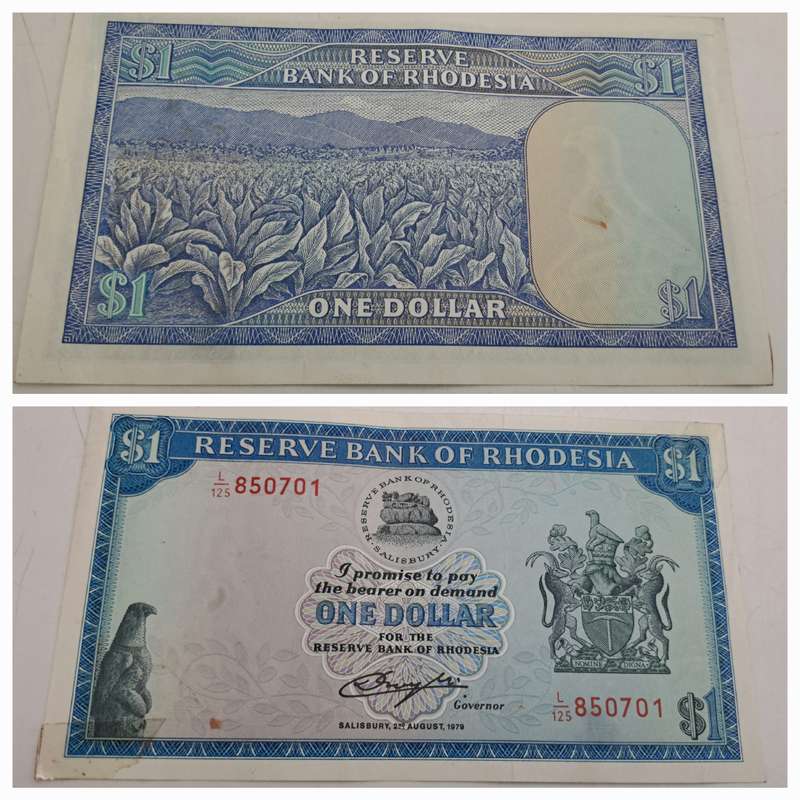 $1
RESERVE
BANK OF RHODESIA
$1
$1
ONE DOLLAR
$1
$1
RESERVE BANK OF RHODESIA
$1
L/125 850701
RESERVE BANK OF RHODESIA
SALISBURY
I promise to pay
the bearer on demand
ONE DOLLAR
FOR THE
RESERVE BANK OF RHODESIA
NOMINE DIGNA
Governor
L/125 850701
$1
SALISBURY, 2ND AUGUST, 1979